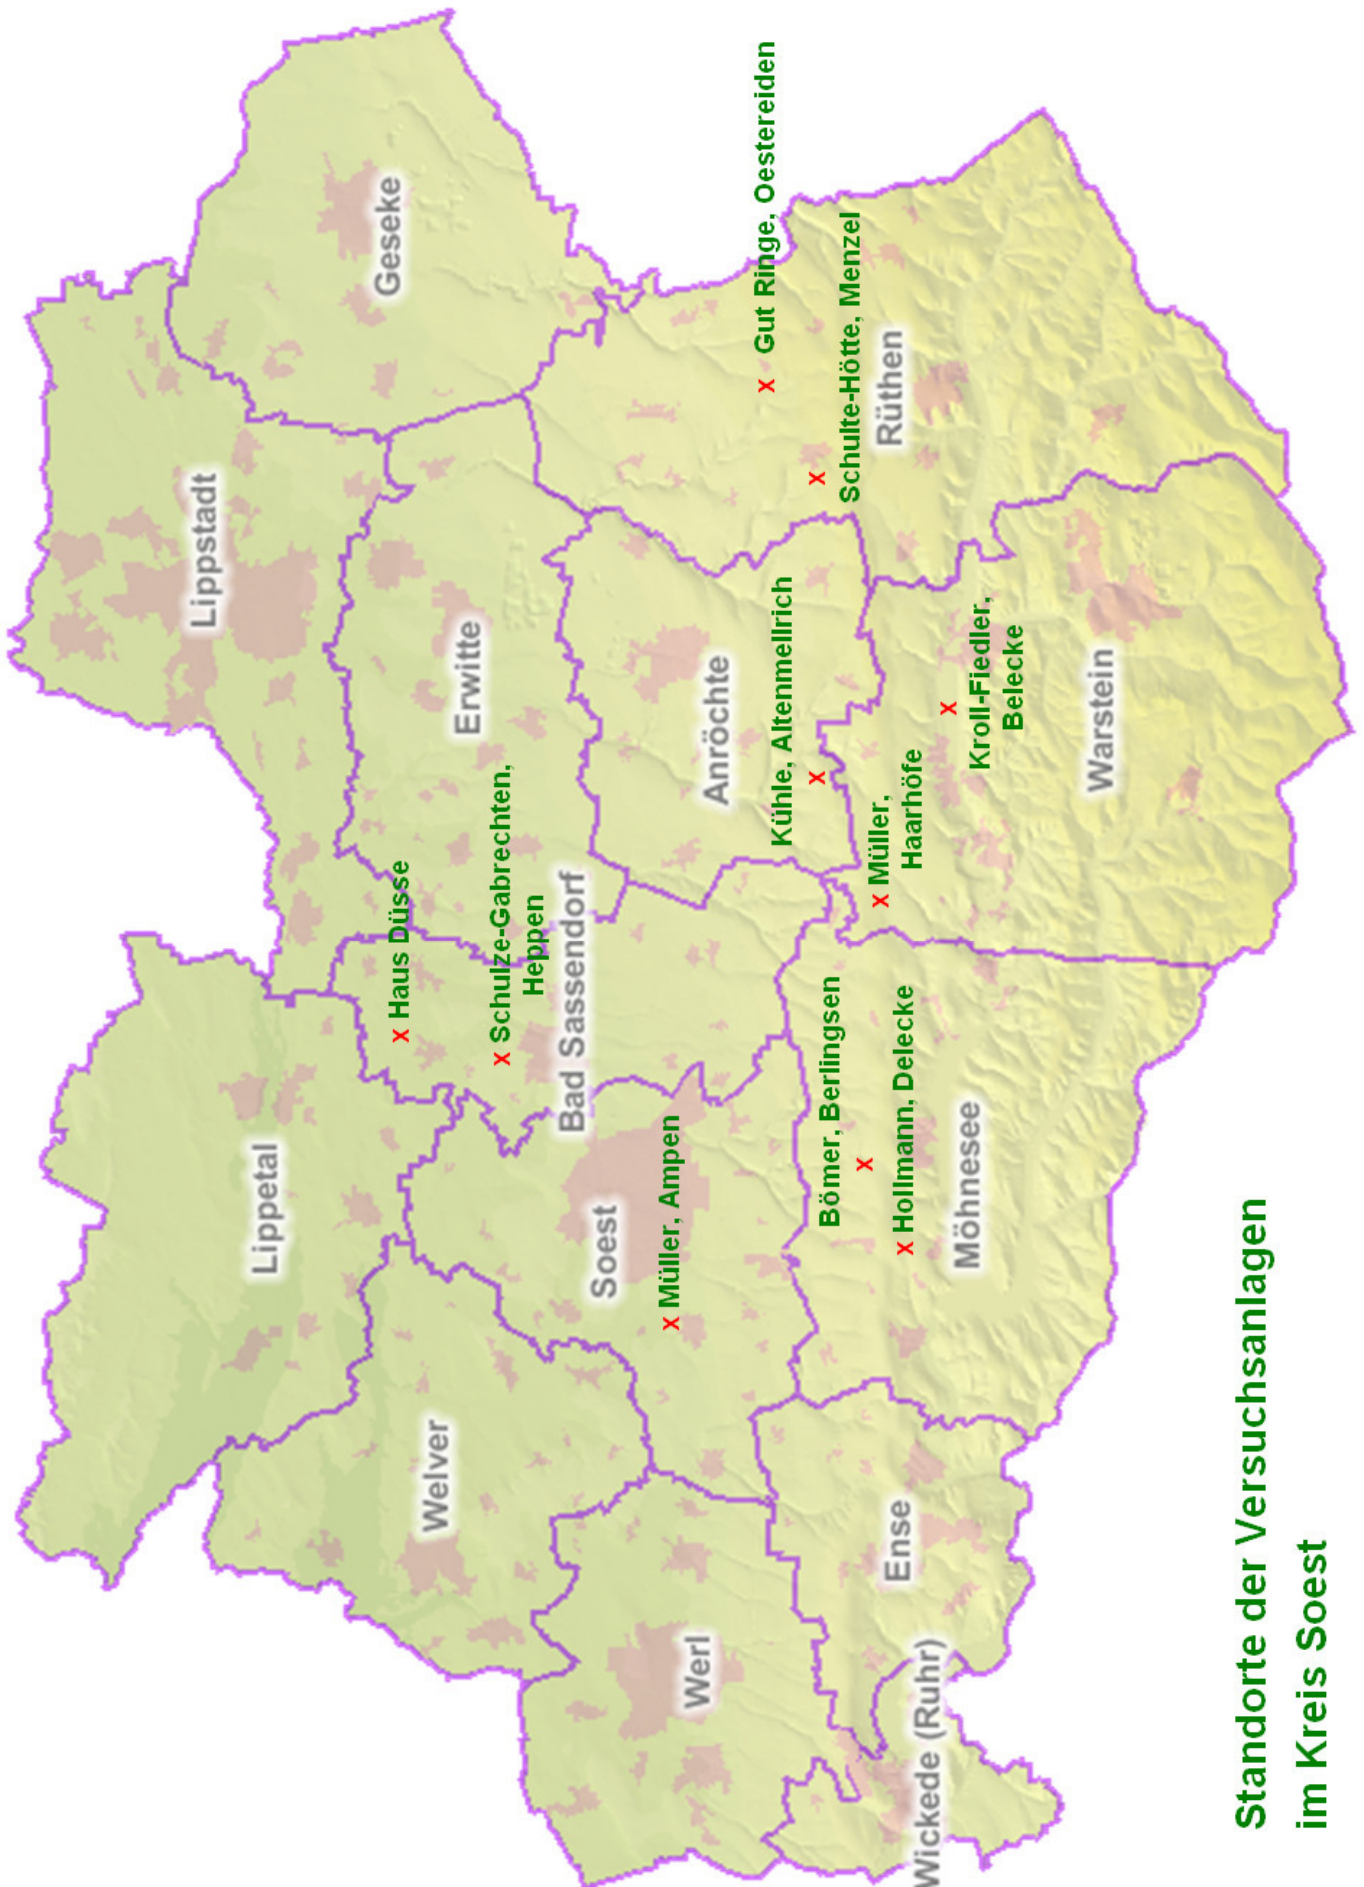 Lippstadt
Geseke
Lippetal
Haus Düsse
Erwitte
Welver
Schulze-Gabrechten,
Heppen
Bad Sassendorf
Soest
Müller, Ampen
Anröchte
Gut Ringe, Oestereiden
Werl
Kühle, Altenmellrich
Schulte-Hötte, Menzel
Bömer, Berlingsen
Rüthen
Müller,
Haarhöfe
Hollmann, Delecke
Ense
Wickede (Ruhr)
Möhnesee
Kroll-Fiedler,
Belecke
Warstein
Standorte der Versuchsanlagen
im Kreis Soest